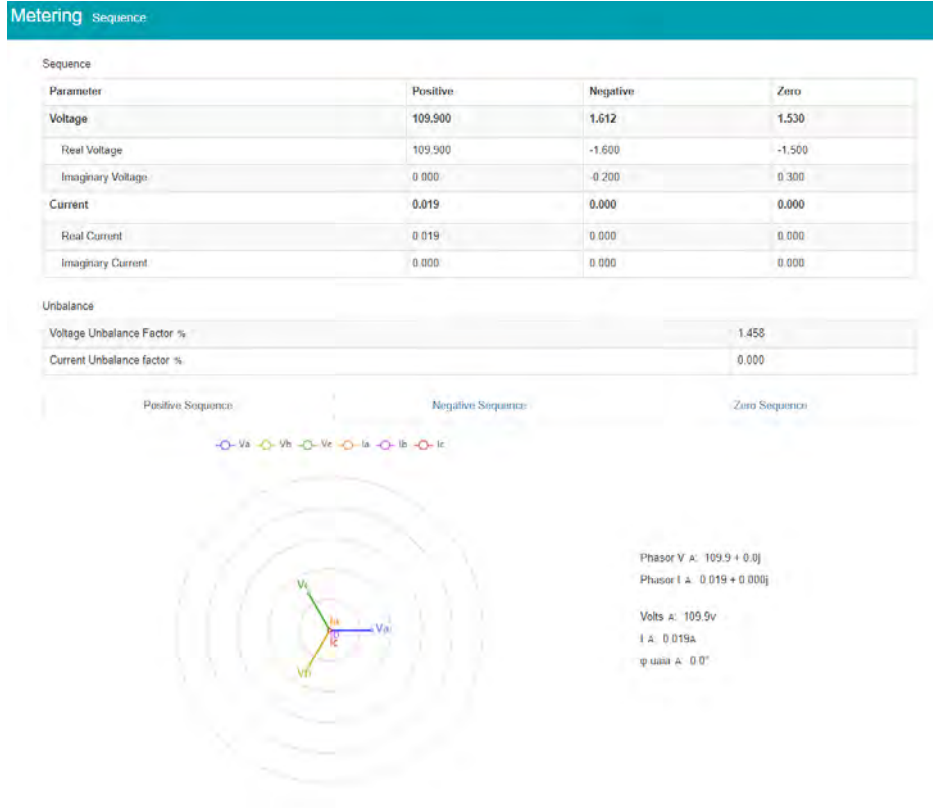 Metering Sequence
Sequence
Parameter Positive Negative Zero
Voltage 109.900 1.612 1.530
Real Voltage 109.900 -1.600 -1.500
Imaginary Voltage 0.000 -0.200 0.300
Current 0.019 0.000 0.000
Real Current 0.019 0.000 0.000
Imaginary Current 0.000 0.000 0.000
Unbalance
Voltage Unbalance Factor % 1.458
Current Unbalance factor % 0.000
Positive Sequence Negative Sequence Zero Sequence
Va Vb Vc Ia Ib Ic
Vc
Va
Ic
Vb
Phasor V A: 109.9 + 0.0j
Phasor I A: 0.019 + 0.000j
Volts A: 109.9v
I A: 0.019A
φ uaia A: 0.0°